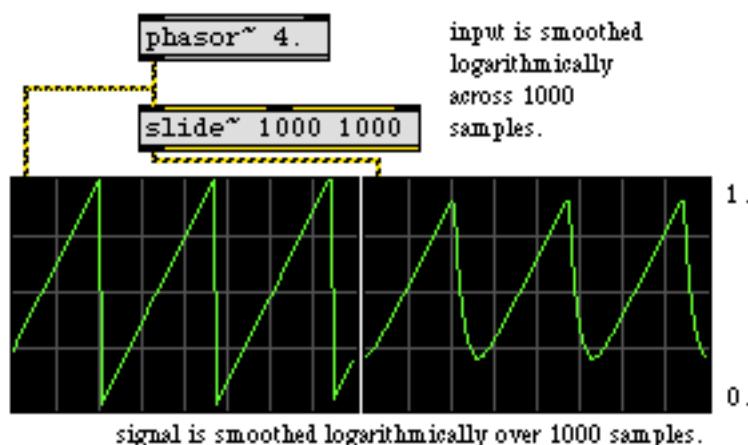 phasor~ 4.
input is smoothed
logarithmically
across 1000
samples.
slide~ 1000 1000
1.
0.
signal is smoothed logarithmically over 1000 samples.